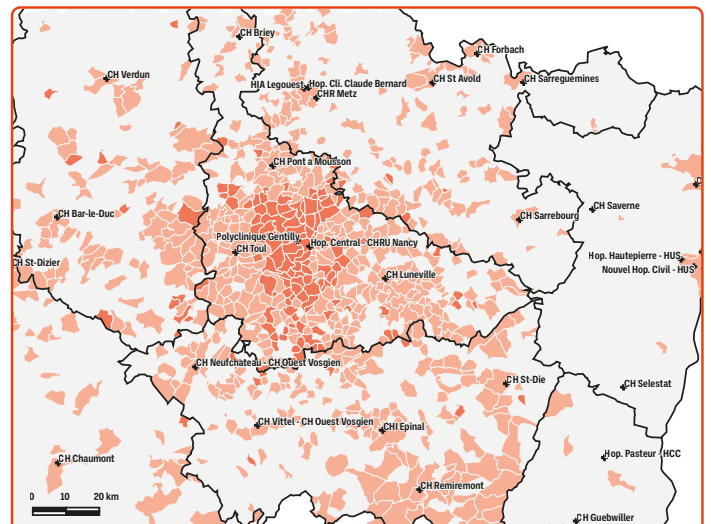 CH Briey
CH Forbach
CH Verdun
HIA Legouest
Hop. Cli. Claude Bernard
CH St Avold
CH Sarreguemines
CHR Metz
CH Pont a Mousson
CH Bar-le-Duc
CH Saverne
CH Sarrebourg
Polyclinique Gentilly
Hop. Central - CHRU Nancy
CH Toul
CH St-Dizier
Hop. Hautepierre - HUS
Nouvel Hop. Civil - HUS
CH Luneville
CH Neufchateau - CH Ouest Vosgien
CH St-Die
CH Selestat
CH Vittel - CH Ouest Vosgien
CHI Epinal
CH Chaumont
Hop. Pasteur - HCC
CH Remiremont
0 10 20 km
CH Guebwiller